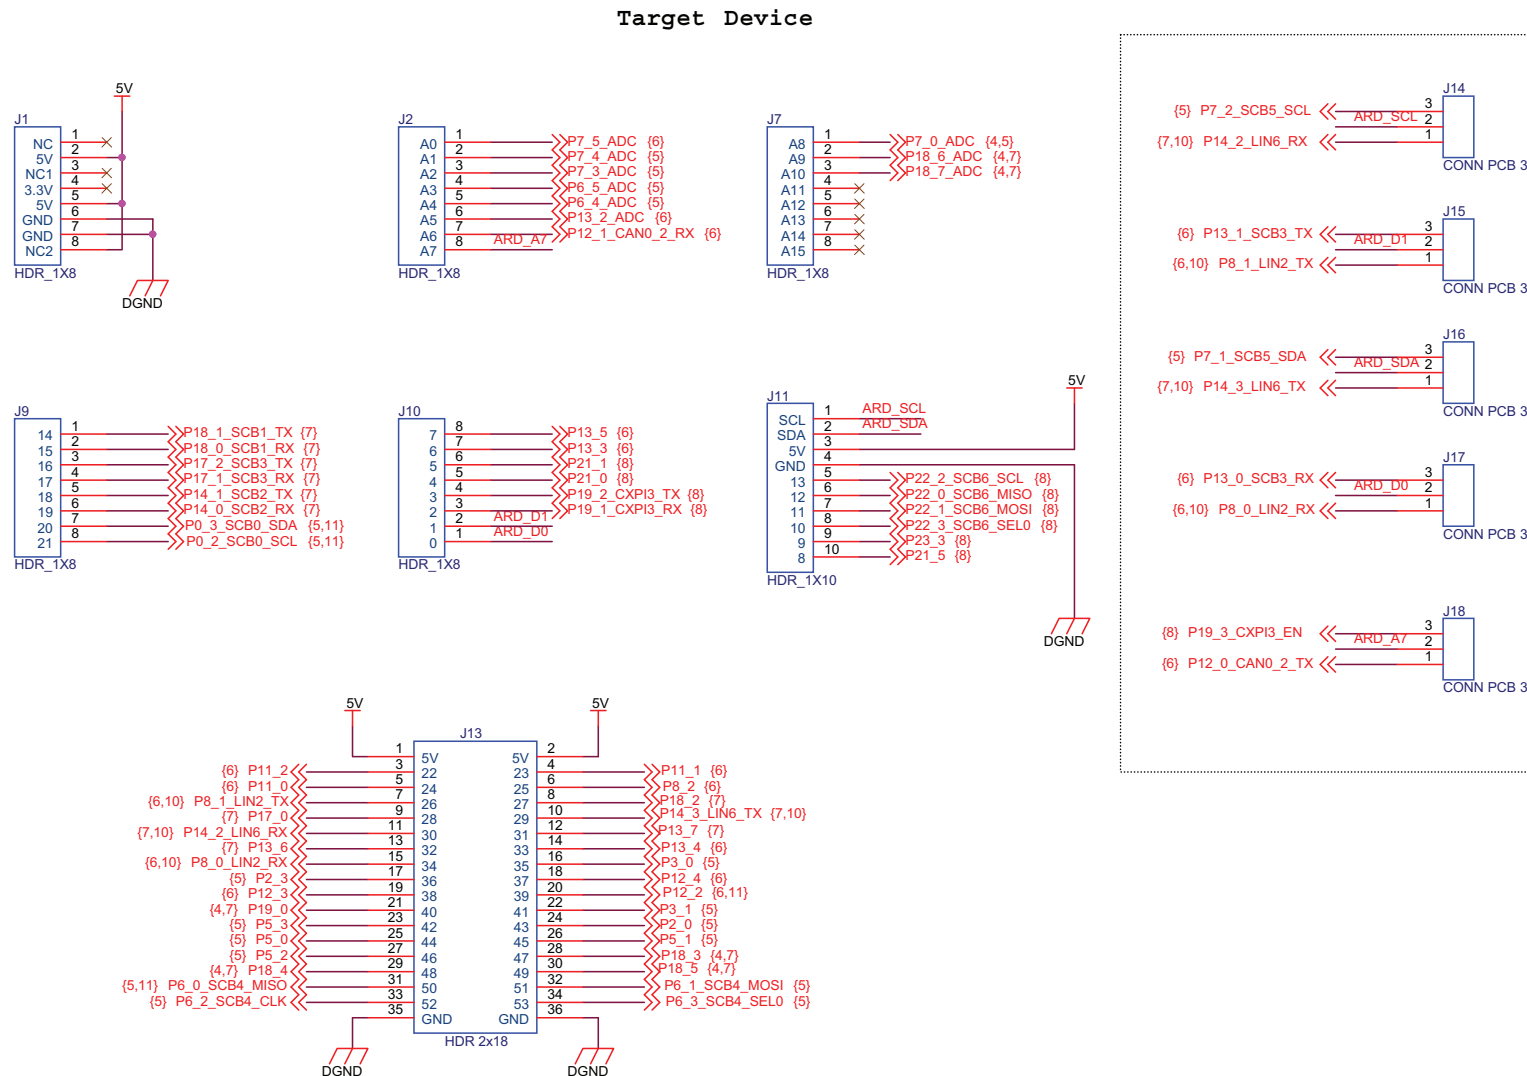 Target Device
5V
J1
NC 1
5V 2
NC1 3
3.3V 4
5V 5
GND 6
GND 7
NC2 8
HDR_1X8
DGND
J2
A0 1 P7_5_ADC {6}
A1 2 P7_4_ADC {5}
A2 3 P7_3_ADC {5}
A3 4 P6_5_ADC {5}
A4 5 P6_4_ADC {5}
A5 6 P13_2_ADC {6}
A6 7 P12_1_CAN0_2_RX {6}
A7 8 ARD_A7
HDR_1X8
J7
A8 1 P7_0_ADC {4,5}
A9 2 P18_6_ADC {4,7}
A10 3 P18_7_ADC {4,7}
A11 4
A12 5
A13 6
A14 7
A15 8
HDR_1X8
J14
{5} P7_2_SCB5_SCL 3
ARD_SCL 2
{7,10} P14_2_LIN6_RX 1
CONN PCB 3
J15
{6} P13_1_SCB3_TX 3
ARD_D1 2
{6,10} P8_1_LIN2_TX 1
CONN PCB 3
J16
{5} P7_1_SCB5_SDA 3
ARD_SDA 2
{7,10} P14_3_LIN6_TX 1
CONN PCB 3
J17
{6} P13_0_SCB3_RX 3
ARD_D0 2
{6,10} P8_0_LIN2_RX 1
CONN PCB 3
J18
{8} P19_3_CXPI3_EN 3
ARD_A7 2
{6} P12_0_CAN0_2_TX 1
CONN PCB 3
J9
14 1 P18_1_SCB1_TX {7}
15 2 P18_0_SCB1_RX {7}
16 3 P17_2_SCB3_TX {7}
17 4 P17_1_SCB3_RX {7}
18 5 P14_1_SCB2_TX {7}
19 6 P14_0_SCB2_RX {7}
20 7 P0_3_SCB0_SDA {5,11}
21 8 P0_2_SCB0_SCL {5,11}
HDR_1X8
J10
7 8 P13_5 {6}
6 7 P13_3 {6}
5 6 P21_1 {8}
4 5 P21_0 {8}
3 4 P19_2_CXPI3_TX {8}
2 3 P19_1_CXPI3_RX {8}
1 2 ARD_D1
0 1 ARD_D0
HDR_1X8
5V
J11
SCL 1 ARD_SCL
SDA 2 ARD_SDA
5V 3
GND 4
13 5 P22_2_SCB6_SCL {8}
12 6 P22_0_SCB6_MISO {8}
11 7 P22_1_SCB6_MOSI {8}
10 8 P22_3_SCB6_SEL0 {8}
9 9 P23_3 {8}
8 10 P21_5 {8}
HDR_1X10
DGND
5V 5V
J13
1 5V 5V 2
{6} P11_2 3 22 23 4 P11_1 {6}
{6} P11_0 5 24 25 6 P8_2 {6}
{6,10} P8_1_LIN2_TX 7 26 27 8 P18_2 {7}
{7} P17_0 9 28 29 10 P14_3_LIN6_TX {7,10}
{7,10} P14_2_LIN6_RX 11 30 31 12 P13_7 {7}
{7} P13_6 13 32 33 14 P13_4 {6}
{6,10} P8_0_LIN2_RX 15 34 35 16 P3_0 {5}
{5} P2_3 17 36 37 18 P12_4 {6}
{6} P12_3 19 38 39 20 P12_2 {6,11}
{4,7} P19_0 21 40 41 22 P3_1 {5}
{5} P5_3 23 42 43 24 P2_0 {5}
{5} P5_0 25 44 45 26 P5_1 {5}
{5} P5_2 27 46 47 28 P18_3 {4,7}
{4,7} P18_4 29 48 49 30 P18_5 {4,7}
{5,11} P6_0_SCB4_MISO 31 50 51 32 P6_1_SCB4_MOSI {5}
{5} P6_2_SCB4_CLK 33 52 53 34 P6_3_SCB4_SEL0 {5}
35 GND GND 36
HDR 2x18
DGND DGND